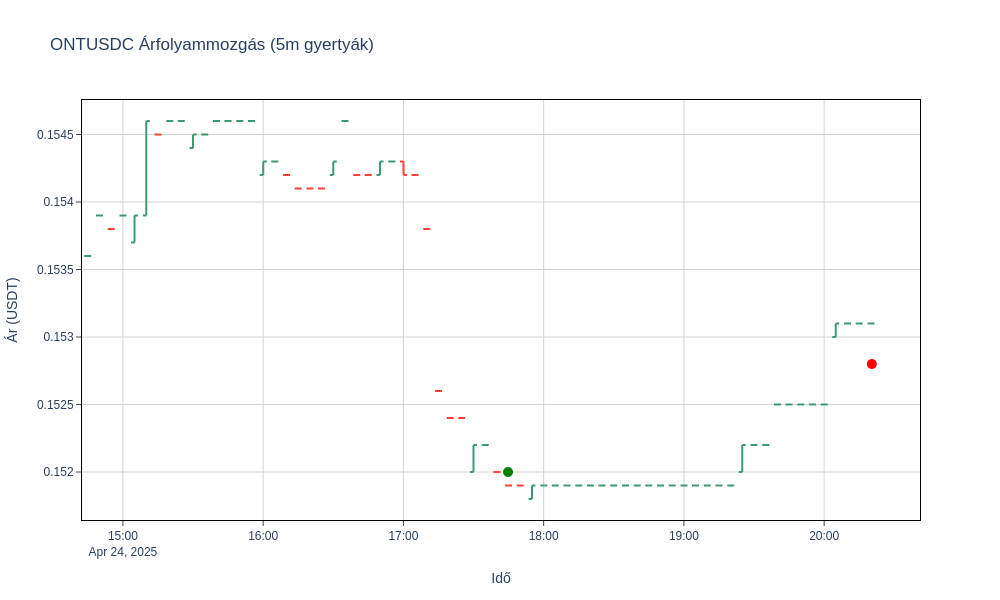 ONTUSDC Árfolyammozgás (5m gyertyák)
0.1545
0.154
0.1535
0.153
0.1525
0.152
Ár (USDT)
15:00 16:00 17:00 18:00 19:00 20:00
Apr 24, 2025
Idő